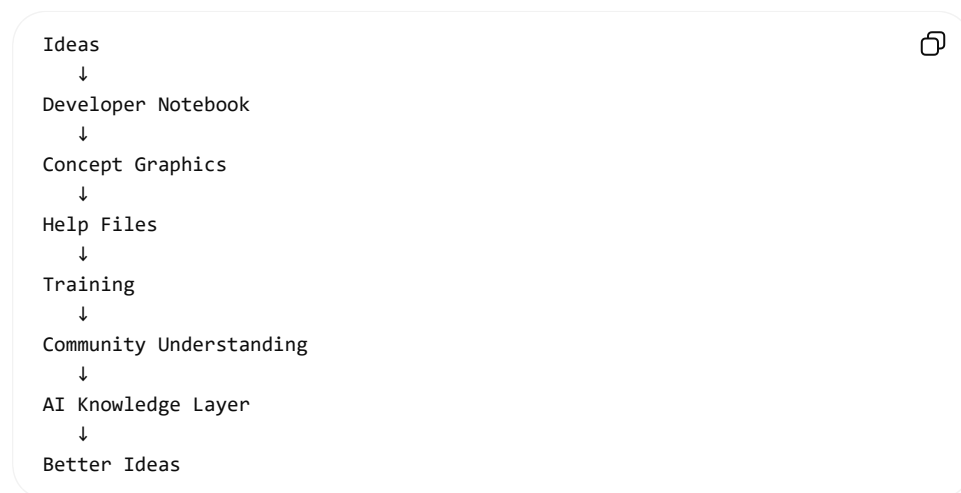 Ideas
↓
Developer Notebook
↓
Concept Graphics
↓
Help Files
↓
Training
↓
Community Understanding
↓
AI Knowledge Layer
↓
Better Ideas